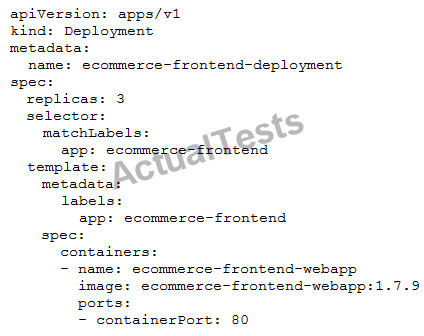 apiVersion: apps/v1
kind: Deployment
metadata:
  name: ecommerce-frontend-deployment
spec:
  replicas: 3
  selector:
    matchLabels:
      app: ecommerce-frontend
  template:
    metadata:
      labels:
        app: ecommerce-frontend
    spec:
      containers:
      - name: ecommerce-frontend-webapp
        image: ecommerce-frontend-webapp:1.7.9
        ports:
        - containerPort: 80
ActualTests